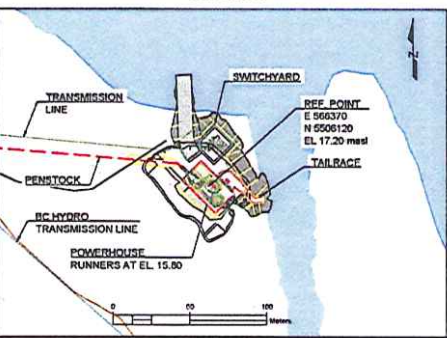 SWITCHYARD
TRANSMISSION
LINE
REF. POINT
E 566370
N 5506120
EL 17.20 masl
TAILRACE
PENSTOCK
BC HYDRO
TRANSMISSION LINE
POWERHOUSE
RUNNERS AT EL. 15.80
0
50
100
Meters